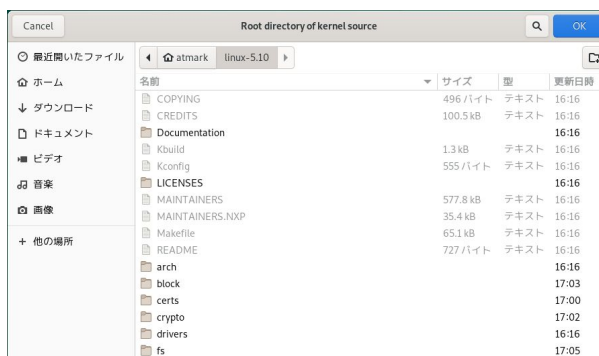 Cancel Root directory of kernel source OK
最近開いたファイル atmark linux-5.10
ホーム 名前 サイズ 型 更新日時
COPYING 496 バイト テキスト 16:16
ダウンロード CREDITS 100.5 kB テキスト 16:16
ドキュメント Documentation 16:16
Kbuild 1.3 kB テキスト 16:16
ビデオ Kconfig 555 バイト テキスト 16:16
音楽 LICENSES 16:16
MAINTAINERS 577.8 kB テキスト 16:16
画像 MAINTAINERS.NXP 35.4 kB テキスト 16:16
Makefile 65.1 kB テキスト 16:16
他の場所 README 727 バイト テキスト 16:16
arch 16:16
block 17:03
certs 17:00
crypto 17:02
drivers 16:16
fs 17:05